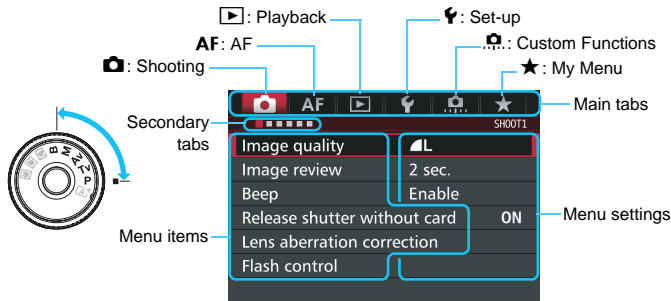 : Playback
: Set-up
AF: AF
: Custom Functions
: Shooting
: My Menu
AF
Main tabs
Secondary tabs
SHOOT1
Image quality L
Image review 2 sec.
Beep Enable
Release shutter without card ON
Lens aberration correction
Flash control
Menu items
Menu settings
B M Av Tv P A+